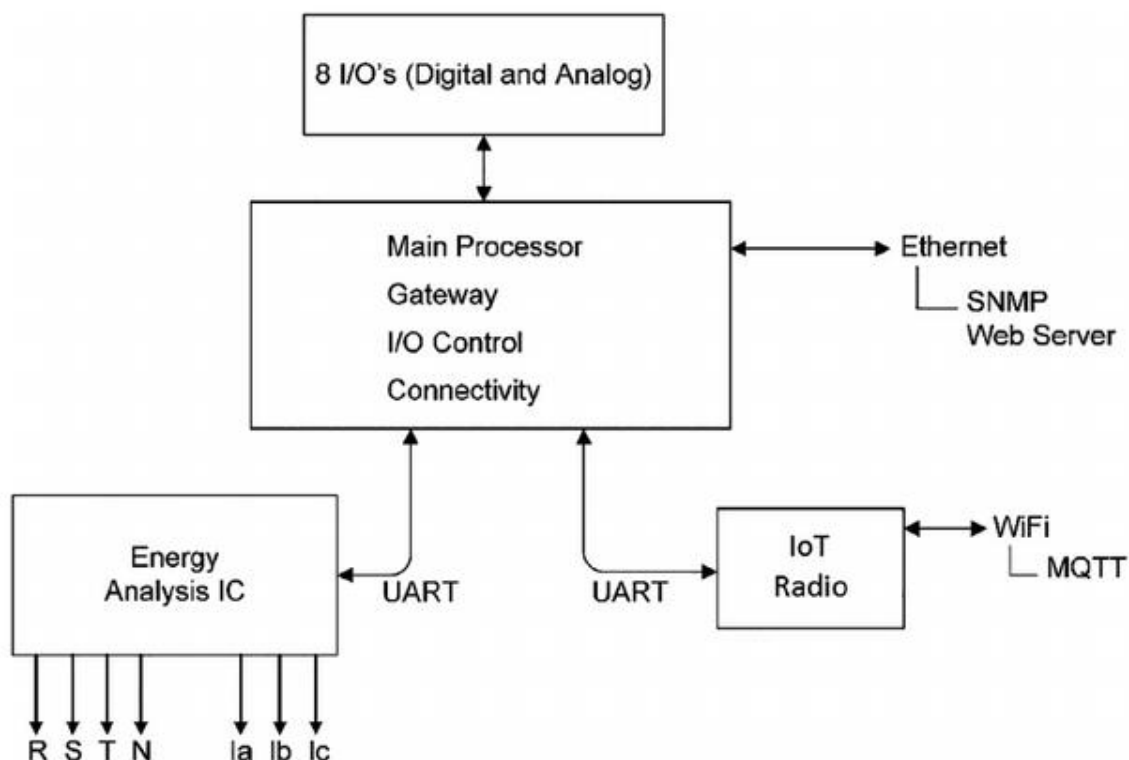 8 I/O's (Digital and Analog)
Main Processor
Gateway
I/O Control
Connectivity
Ethernet
SNMP
Web Server
Energy
Analysis IC
UART
UART
IoT
Radio
WiFi
MQTT
R S T N Ia Ib Ic